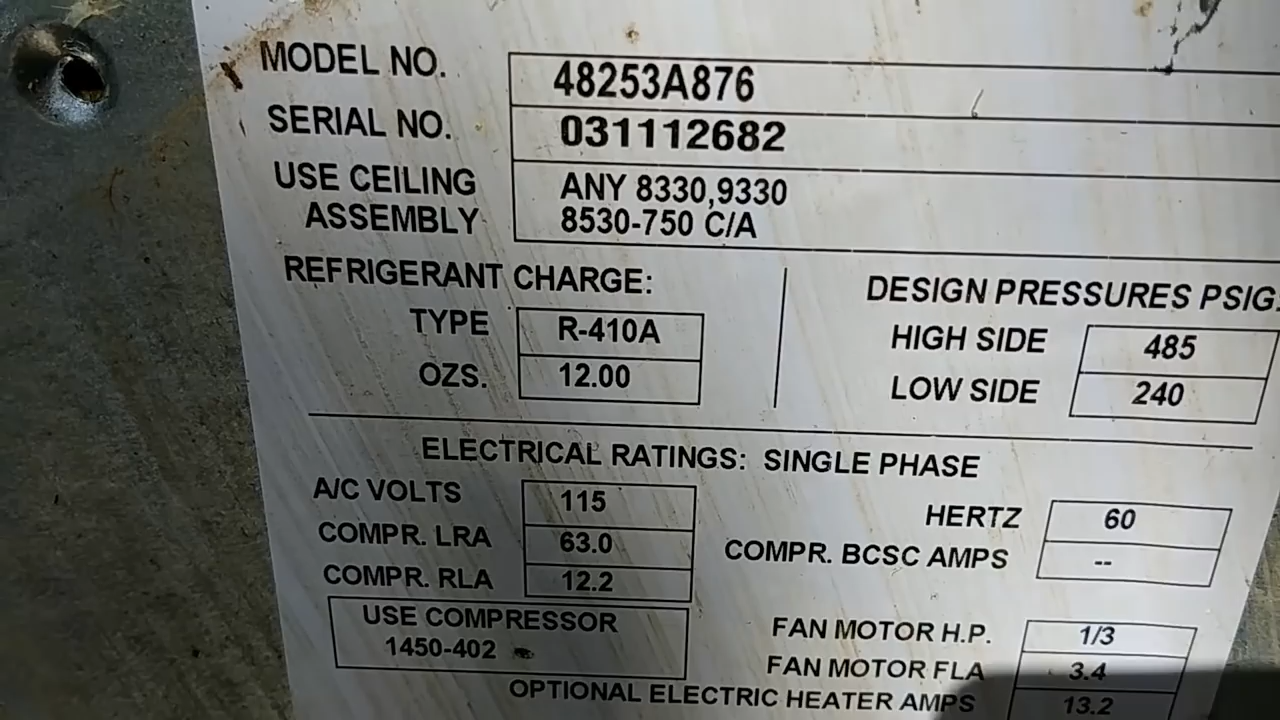 MODEL NO. 48253A876
SERIAL NO. 031112682
USE CEILING ANY 8330,9330
ASSEMBLY 8530-750 C/A
REFRIGERANT CHARGE:
TYPE R-410A
OZS. 12.00
DESIGN PRESSURES PSIG.
HIGH SIDE 485
LOW SIDE 240
ELECTRICAL RATINGS: SINGLE PHASE
A/C VOLTS 115
COMPR. LRA 63.0
COMPR. RLA 12.2
HERTZ 60
COMPR. BCSC AMPS --
USE COMPRESSOR
1450-402
FAN MOTOR H.P. 1/3
FAN MOTOR FLA 3.4
OPTIONAL ELECTRIC HEATER AMPS 13.2